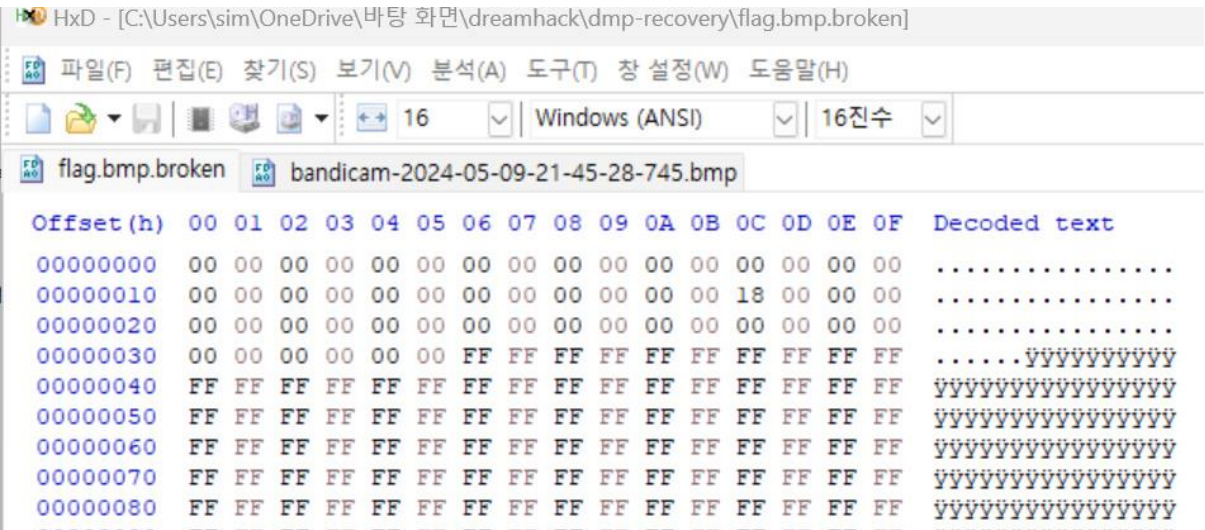 HxD - [C:\Users\sim\OneDrive\바탕 화면\dreamhack\dmp-recovery\flag.bmp.broken]
파일(F) 편집(E) 찾기(S) 보기(V) 분석(A) 도구(T) 창 설정(W) 도움말(H)
16 Windows (ANSI) 16진수
flag.bmp.broken bandicam-2024-05-09-21-45-28-745.bmp
Offset(h) 00 01 02 03 04 05 06 07 08 09 0A 0B 0C 0D 0E 0F Decoded text
00000000 00 00 00 00 00 00 00 00 00 00 00 00 00 00 00 00 ................
00000010 00 00 00 00 00 00 00 00 00 00 00 00 18 00 00 00 ................
00000020 00 00 00 00 00 00 00 00 00 00 00 00 00 00 00 00 ................
00000030 00 00 00 00 00 00 FF FF FF FF FF FF FF FF FF FF ......ÿÿÿÿÿÿÿÿÿÿ
00000040 FF FF FF FF FF FF FF FF FF FF FF FF FF FF FF FF ÿÿÿÿÿÿÿÿÿÿÿÿÿÿÿÿ
00000050 FF FF FF FF FF FF FF FF FF FF FF FF FF FF FF FF ÿÿÿÿÿÿÿÿÿÿÿÿÿÿÿÿ
00000060 FF FF FF FF FF FF FF FF FF FF FF FF FF FF FF FF ÿÿÿÿÿÿÿÿÿÿÿÿÿÿÿÿ
00000070 FF FF FF FF FF FF FF FF FF FF FF FF FF FF FF FF ÿÿÿÿÿÿÿÿÿÿÿÿÿÿÿÿ
00000080 FF FF FF FF FF FF FF FF FF FF FF FF FF FF FF FF ÿÿÿÿÿÿÿÿÿÿÿÿÿÿÿÿ